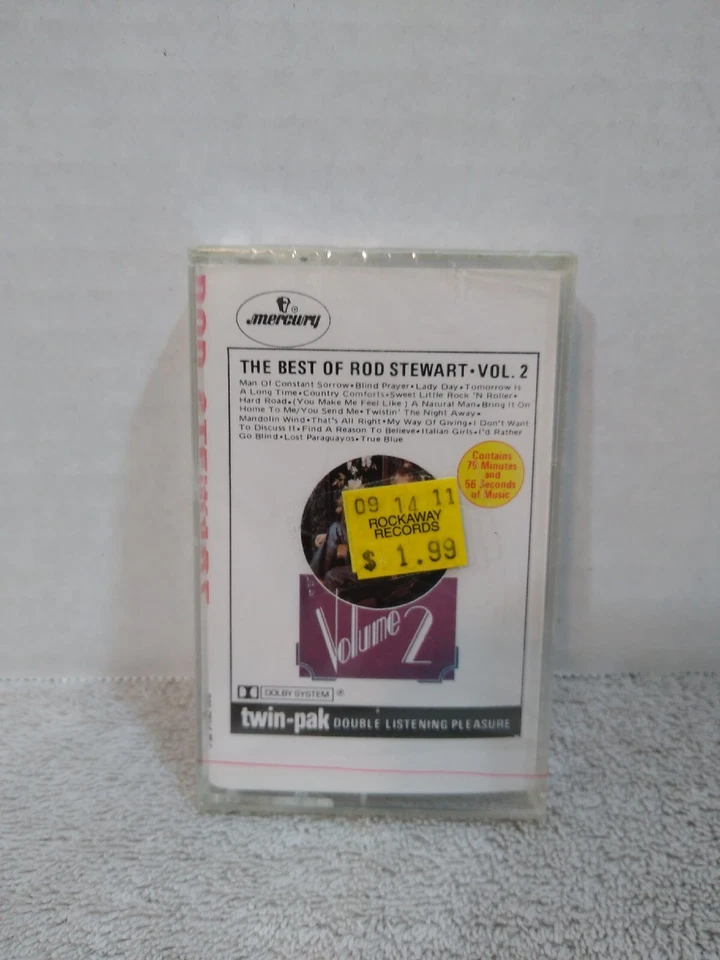 mercury
ROD STEWART
THE BEST OF ROD STEWART•VOL. 2
Man Of Constant Sorrow•Blind Prayer•Lady Day•Tomorrow Is
A Long Time•Country Comforts•Sweet Little Rock 'N Roller•
Hard Road•(You Make Me Feel Like) A Natural Man•Bring It On
Home To Me/You Send Me•Twistin' The Night Away•
Mandolin Wind•That's All Right•My Way Of Giving•I Don't Want
To Discuss It•Find A Reason To Believe•Italian Girls•I'd Rather
Go Blind•Lost Paraguayos•True Blue
Contains
75 Minutes
and
56 Seconds
of Music
09 14 11
ROCKAWAY
RECORDS
$ 1.99
Volume 2
DOLBY SYSTEM ®
twin-pak DOUBLE LISTENING PLEASURE